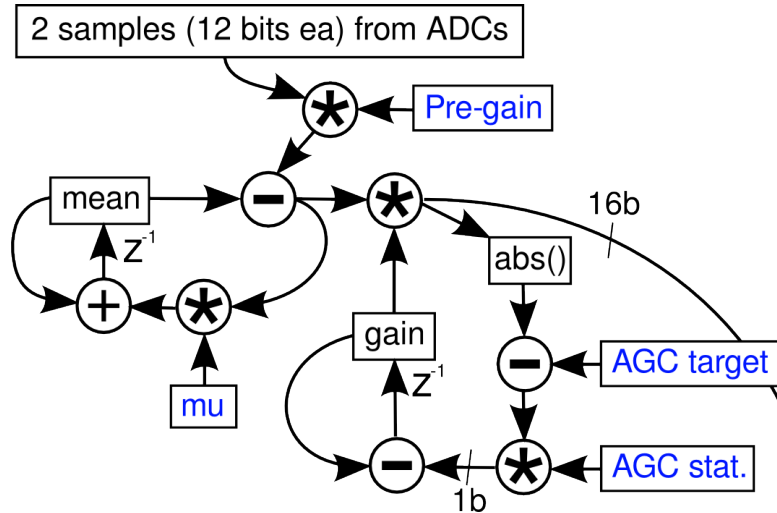 2 samples (12 bits ea) from ADCs
*
Pre-gain
mean
-
*
16b
z-1
abs()
+
*
gain
-
AGC target
z-1
mu
-
*
AGC stat.
1b